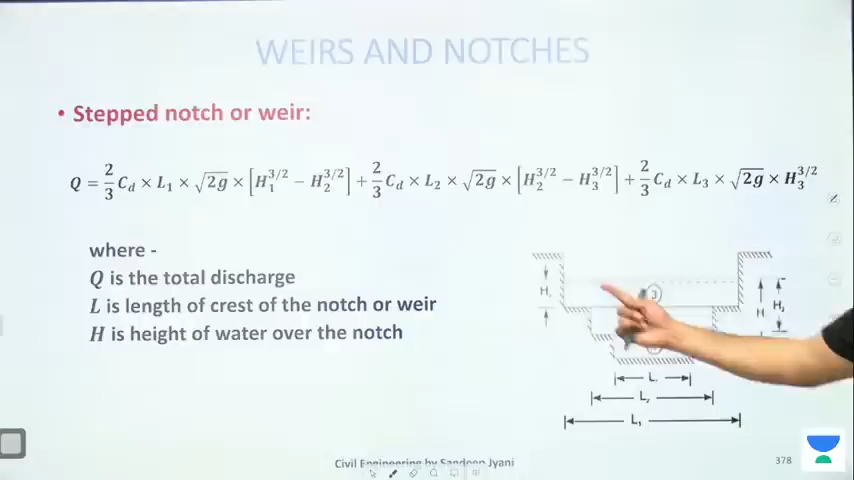 WEIRS AND NOTCHES
• Stepped notch or weir:
Q = 2/3 C_d × L_1 × √2g × [H_1^{3/2} − H_2^{3/2}] + 2/3 C_d × L_2 × √2g × [H_2^{3/2} − H_3^{3/2}] + 2/3 C_d × L_3 × √2g × H_3^{3/2}
where -
Q is the total discharge
L is length of crest of the notch or weir
H is height of water over the notch
3
H H H₂
L
L₂
L
Civil Engineering by Sandeep Jyani
378